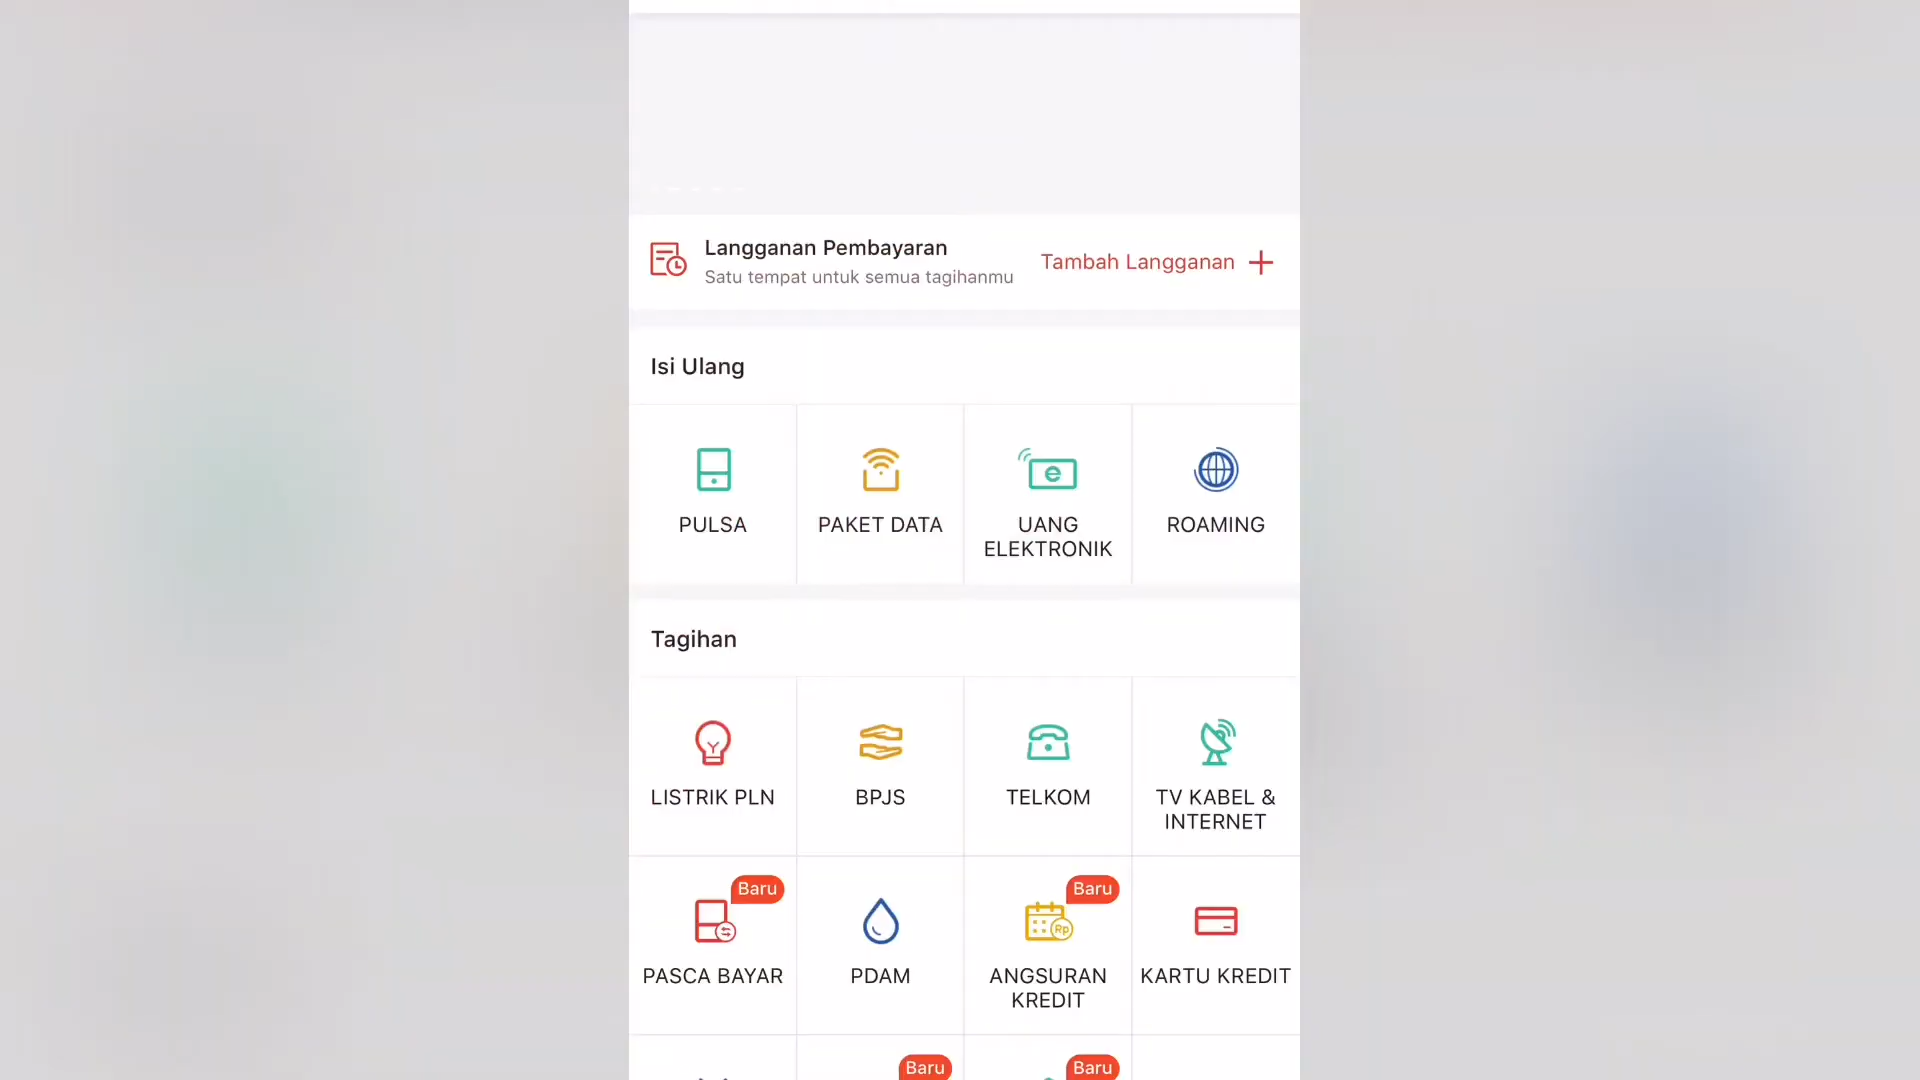 Langganan Pembayaran
Satu tempat untuk semua tagihanmu
Tambah Langganan +
Isi Ulang
PULSA
PAKET DATA
UANG
ELEKTRONIK
ROAMING
Tagihan
LISTRIK PLN
BPJS
TELKOM
TV KABEL &
INTERNET
Baru
PASCA BAYAR
PDAM
Baru
Rp
ANGSURAN
KREDIT
KARTU KREDIT
Baru
Baru